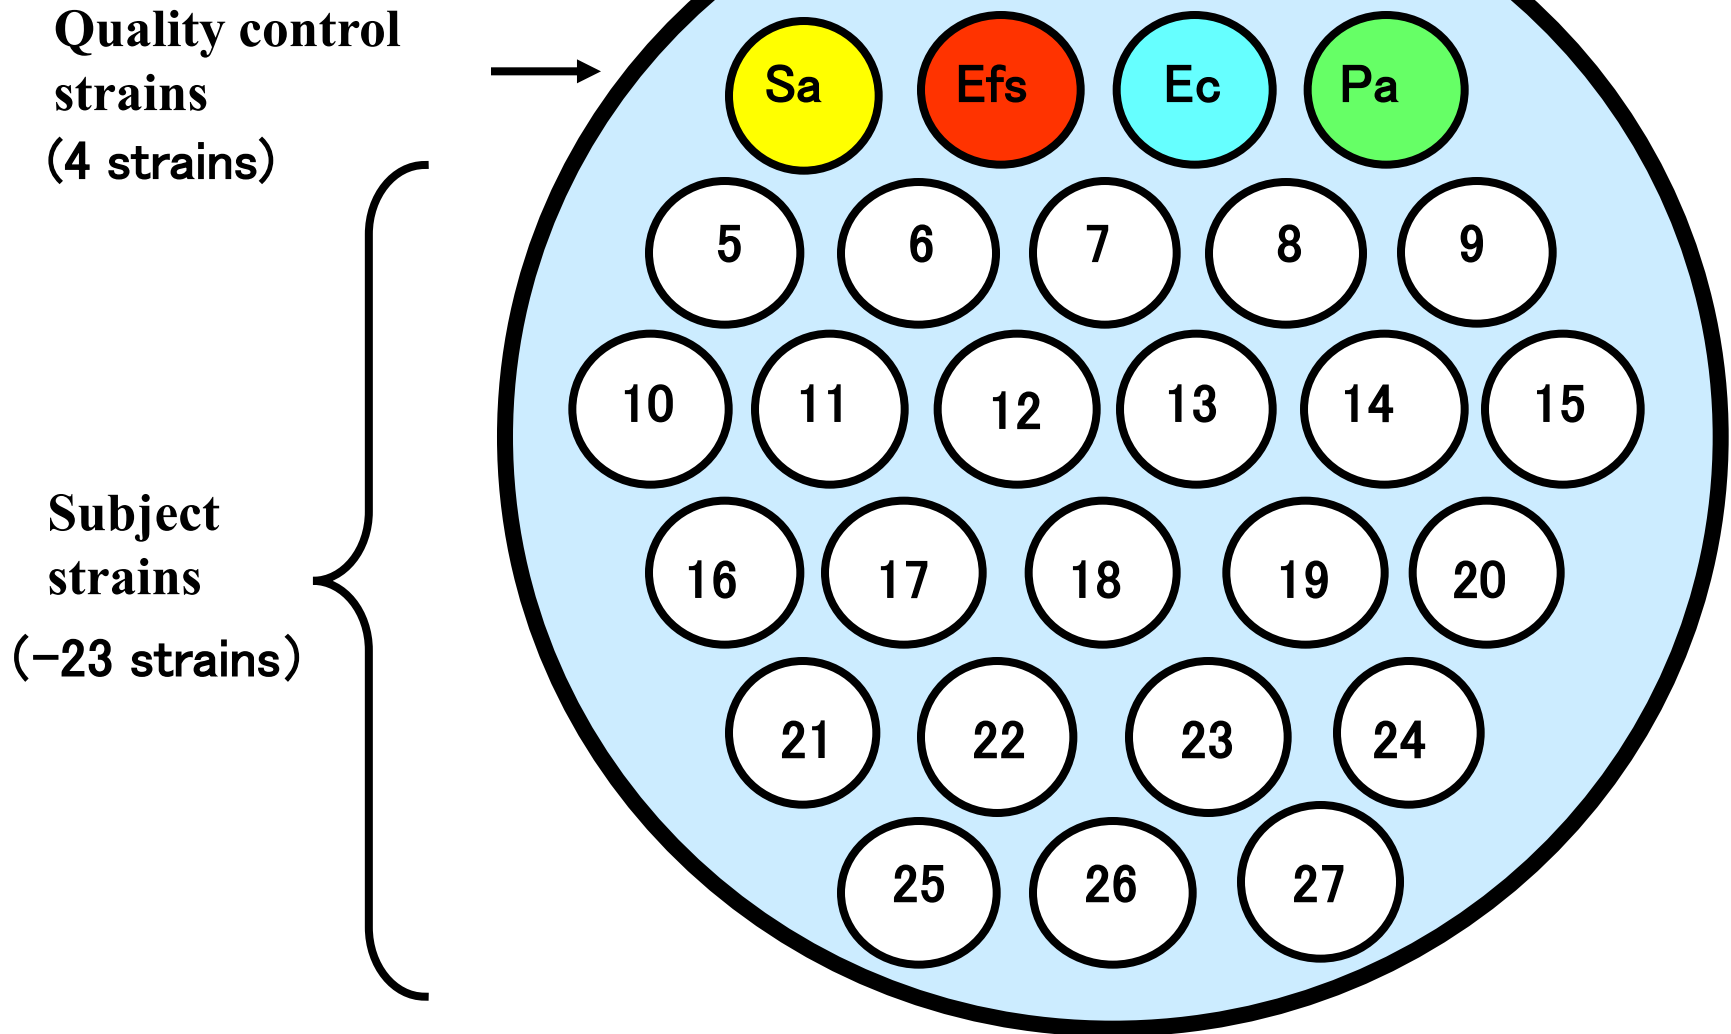 Quality control
strains
(4 strains)
Sa Efs Ec Pa
5 6 7 8 9
10 11 12 13 14 15
Subject
strains
(-23 strains)
16 17 18 19 20
21 22 23 24
25 26 27